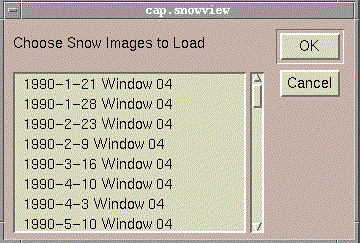 cap.snowview
Choose Snow Images to Load
OK
Cancel
1990-1-21 Window 04
1990-1-28 Window 04
1990-2-23 Window 04
1990-2-9 Window 04
1990-3-16 Window 04
1990-4-10 Window 04
1990-4-3 Window 04
1990-5-10 Window 04